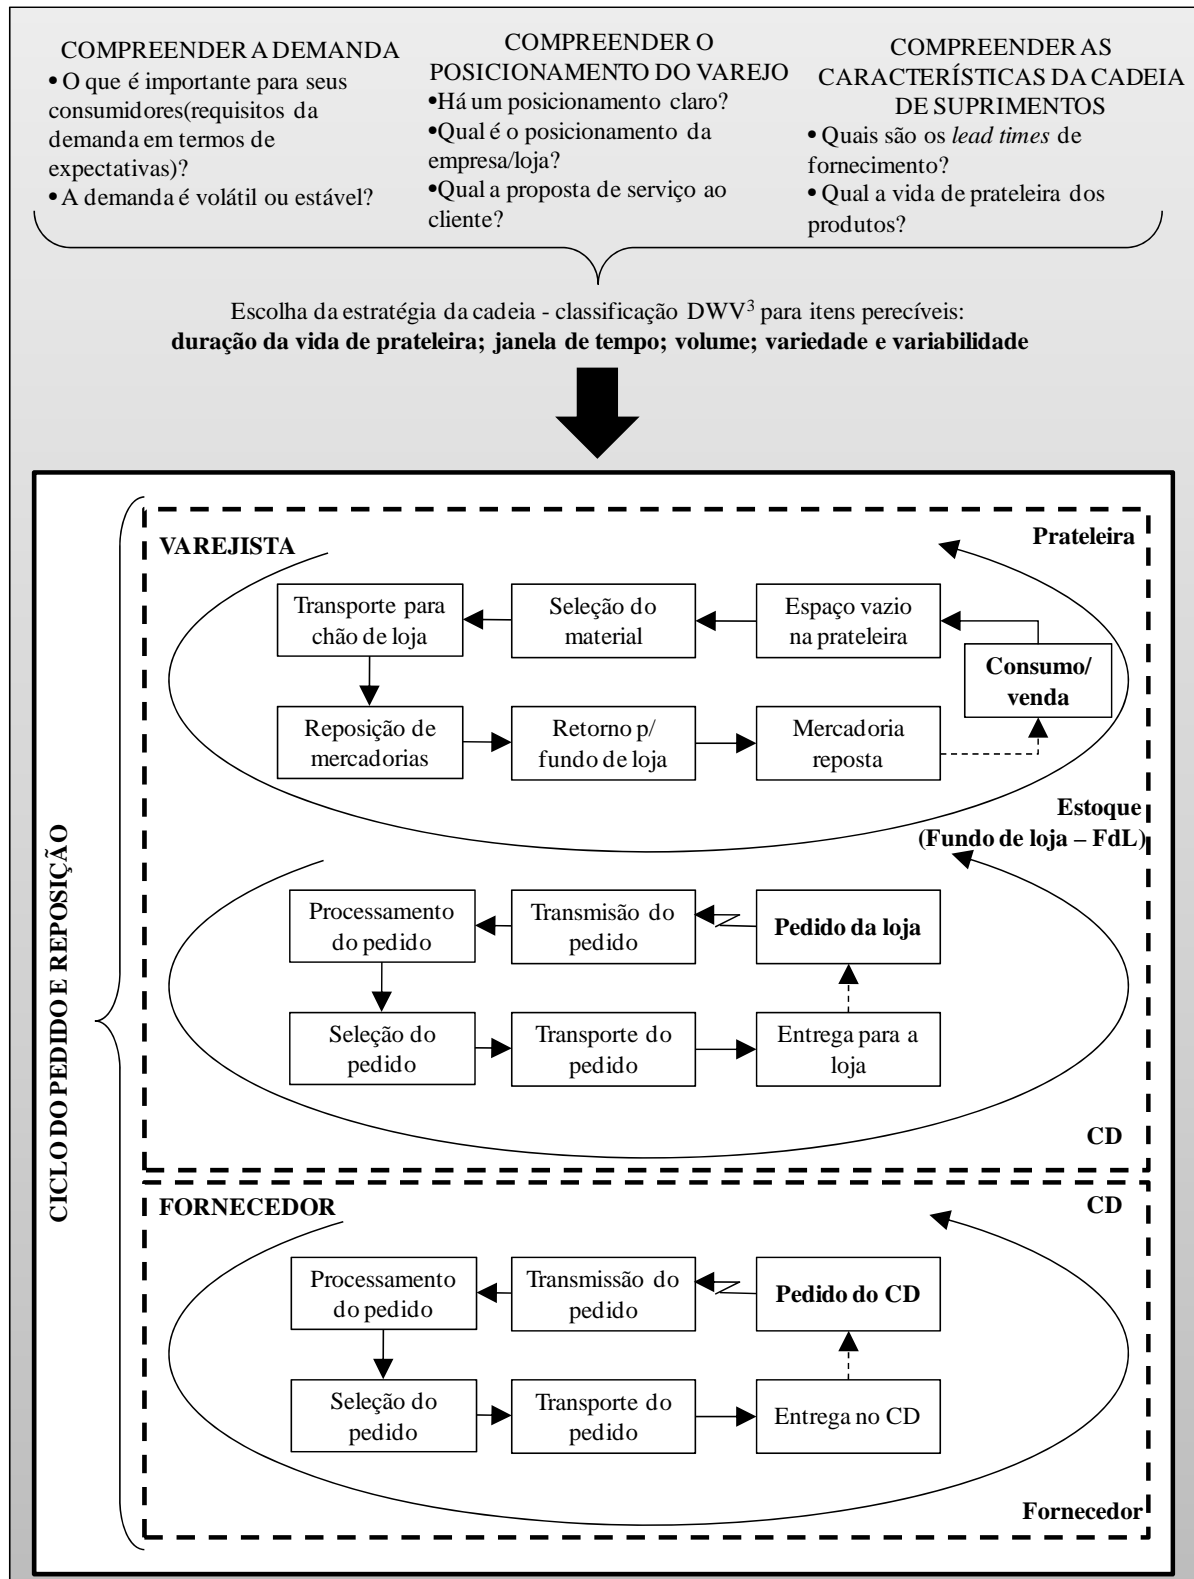 COMPREENDER A DEMANDA
• O que é importante para seus
consumidores(requisitos da
demanda em termos de
expectativas)?
• A demanda é volátil ou estável?
COMPREENDER O
POSICIONAMENTO DO VAREJO
•Há um posicionamento claro?
•Qual é o posicionamento da
empresa/loja?
•Qual a proposta de serviço ao
cliente?
COMPREENDER AS
CARACTERÍSTICAS DA CADEIA
DE SUPRIMENTOS
• Quais são os lead times de
fornecimento?
• Qual a vida de prateleira dos
produtos?
Escolha da estratégia da cadeia - classificação DWV³ para itens perecíveis:
duração da vida de prateleira; janela de tempo; volume; variedade e variabilidade
CICLO DO PEDIDO E REPOSIÇÃO
VAREJISTA
Prateleira
Transporte para
chão de loja
Seleção do
material
Espaço vazio
na prateleira
Consumo/
venda
Reposição de
mercadorias
Retorno p/
fundo de loja
Mercadoria
reposta
Estoque
(Fundo de loja – FdL)
Processamento
do pedido
Transmisão do
pedido
Pedido da loja
Seleção do
pedido
Transporte do
pedido
Entrega para a
loja
CD
FORNECEDOR
CD
Processamento
do pedido
Transmissão do
pedido
Pedido do CD
Seleção do
pedido
Transporte do
pedido
Entrega no CD
Fornecedor